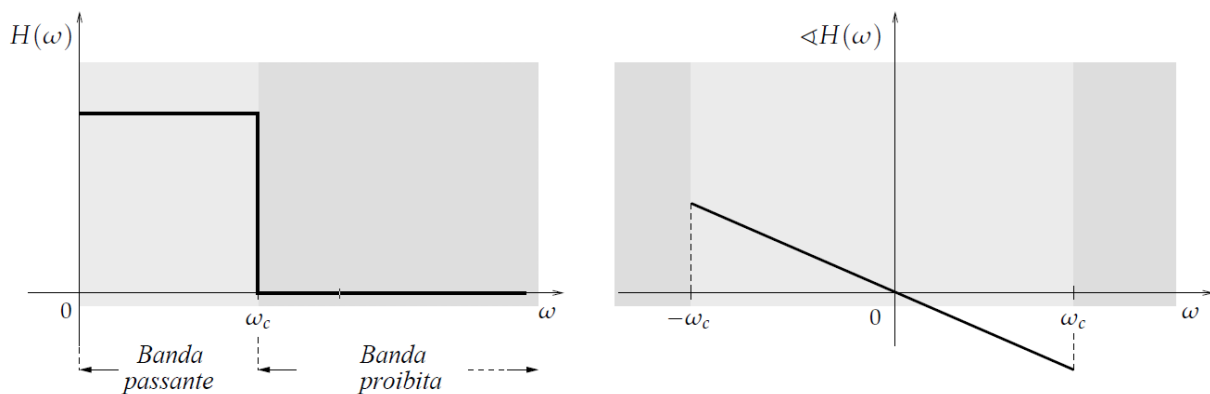 H(ω)
0
ω_c
ω
Banda passante
Banda proibita
∢H(ω)
−ω_c
0
ω_c
ω